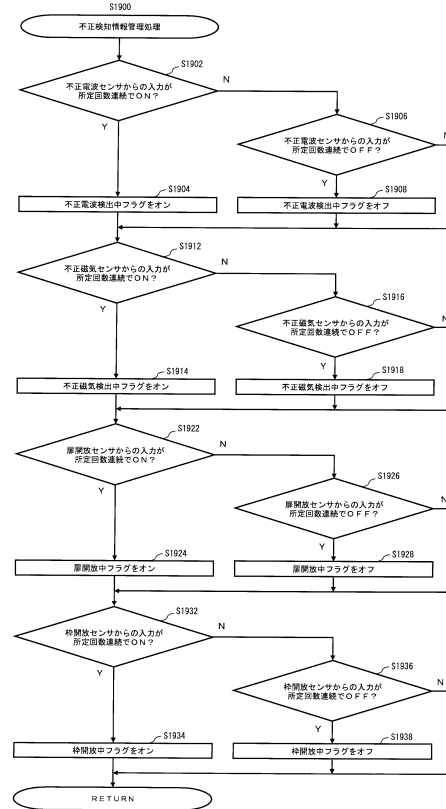 S1900
不正検知情報管理処理
S1902
不正電波センサからの入力が
所定回数連続でON？
N
Y
S1906
不正電波センサからの入力が
所定回数連続でOFF？
N
Y
S1904
不正電波検出中フラグをオン
S1908
不正電波検出中フラグをオフ
S1912
不正磁気センサからの入力が
所定回数連続でON？
N
Y
S1916
不正磁気センサからの入力が
所定回数連続でOFF？
N
Y
S1914
不正磁気検出中フラグをオン
S1918
不正磁気検出中フラグをオフ
S1922
扉開放センサからの入力が
所定回数連続でON？
N
Y
S1926
扉開放センサからの入力が
所定回数連続でOFF？
N
Y
S1924
扉開放中フラグをオン
S1928
扉開放中フラグをオフ
S1932
枠開放センサからの入力が
所定回数連続でON？
N
Y
S1936
枠開放センサからの入力が
所定回数連続でOFF？
N
Y
S1934
枠開放中フラグをオン
S1938
枠開放中フラグをオフ
RETURN